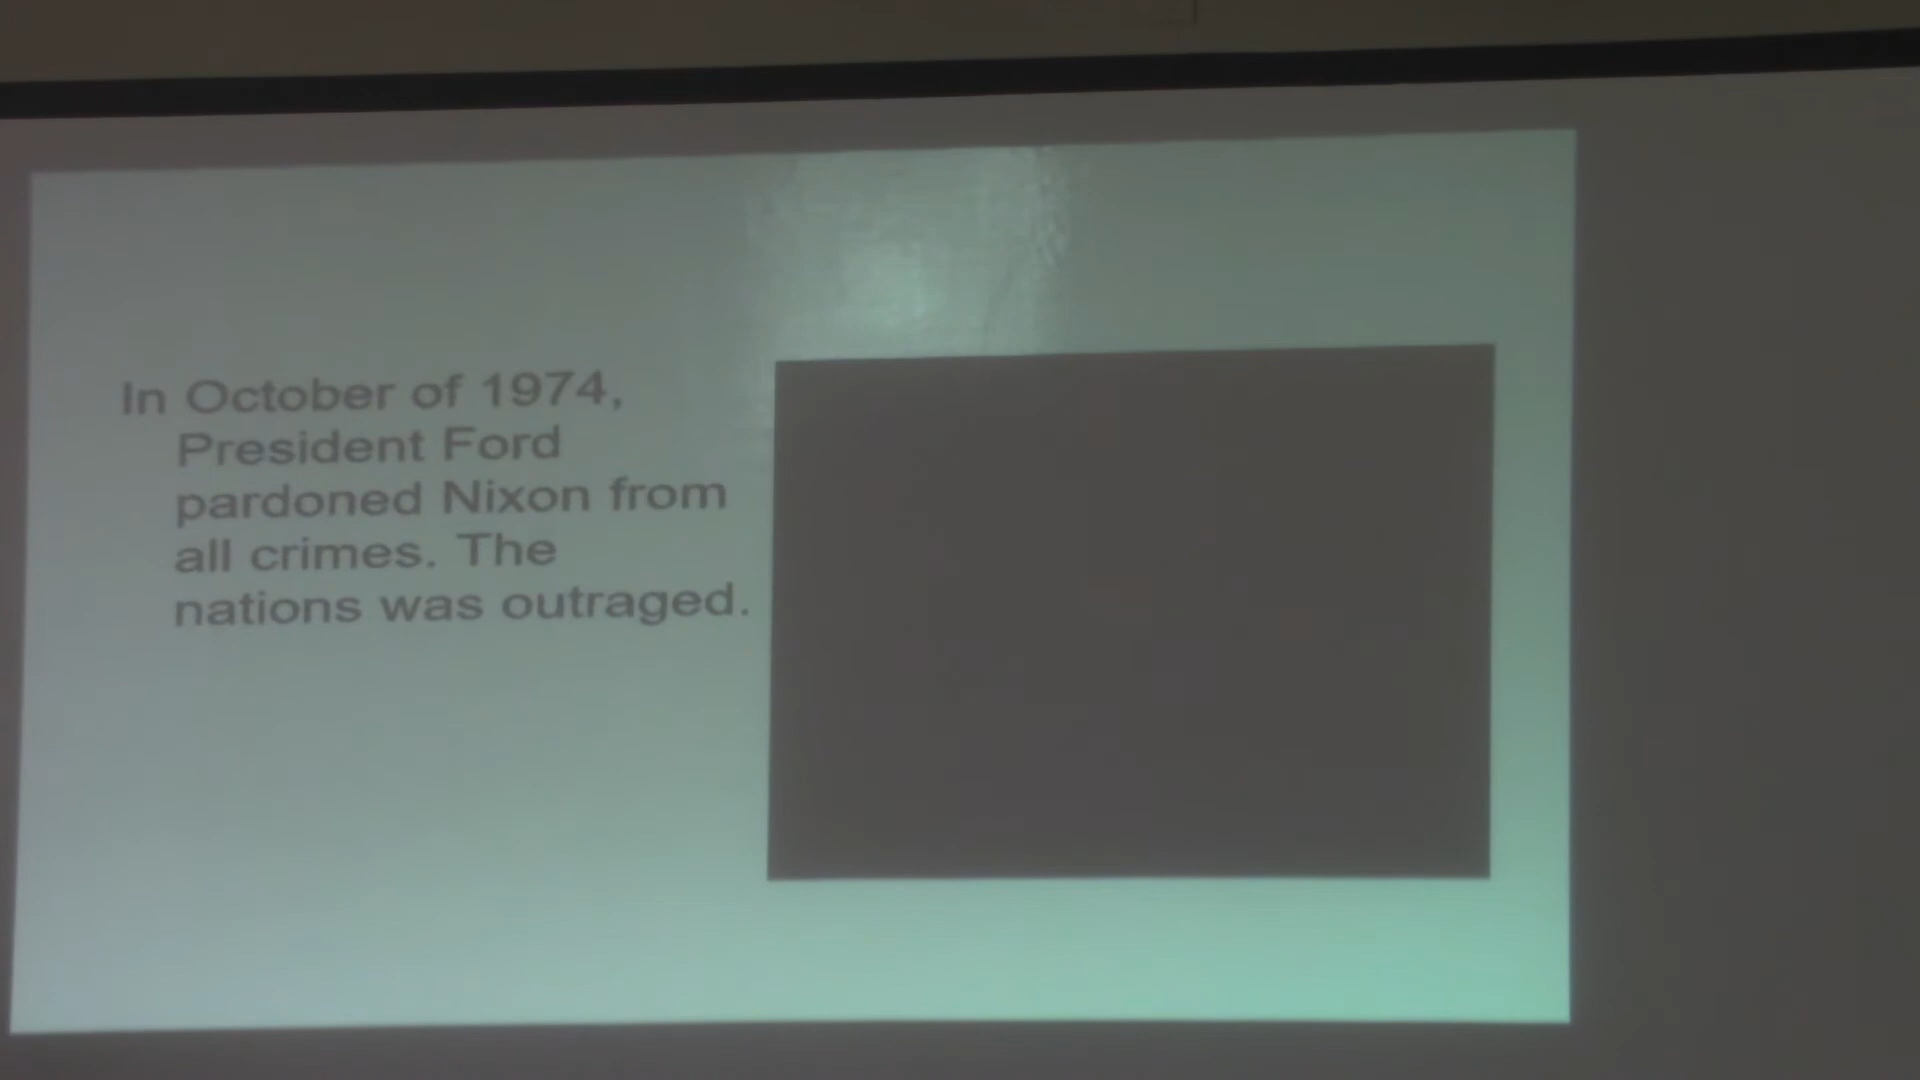 In October of 1974,
President Ford
pardoned Nixon from
all crimes. The
nations was outraged.